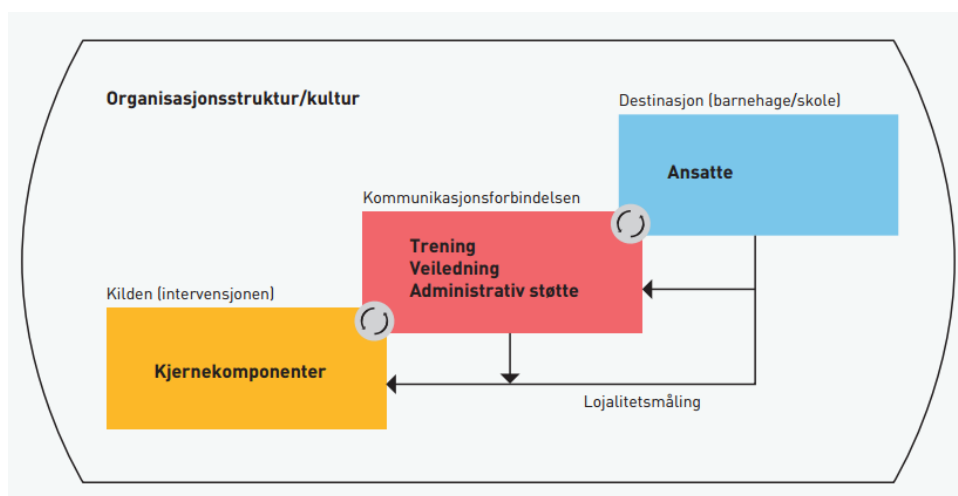 Organisasjonsstruktur/kultur
Destinasjon (barnehage/skole)
Ansatte
Kommunikasjonsforbindelsen
Trening
Veiledning
Administrativ støtte
Kilden (intervensjonen)
Kjernekomponenter
Lojalitetsmåling